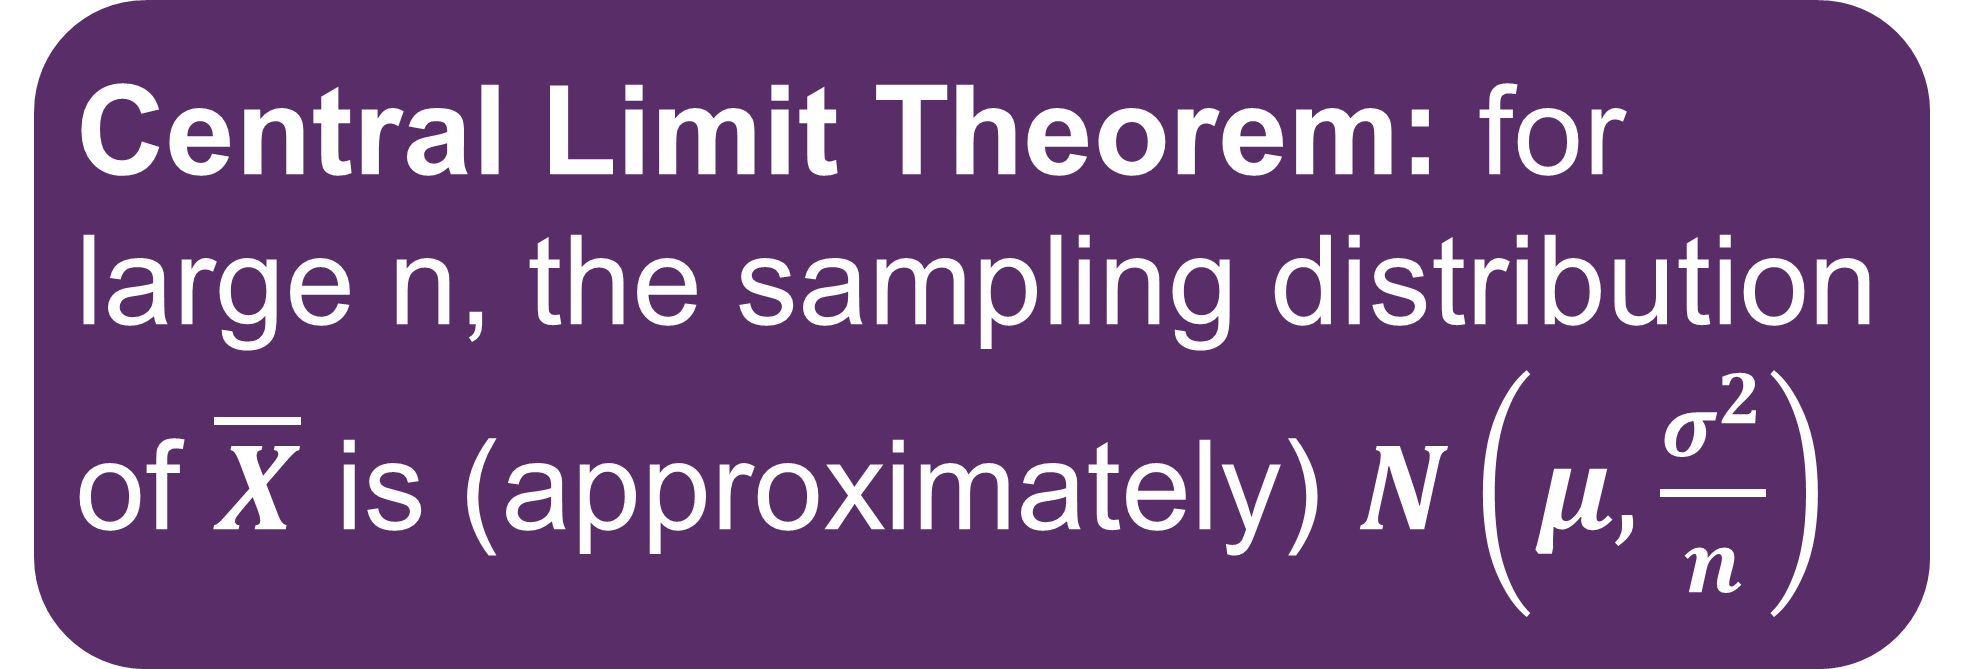 Central Limit Theorem: for
large n, the sampling distribution
of X̅ is (approximately) N(μ, σ²/n)